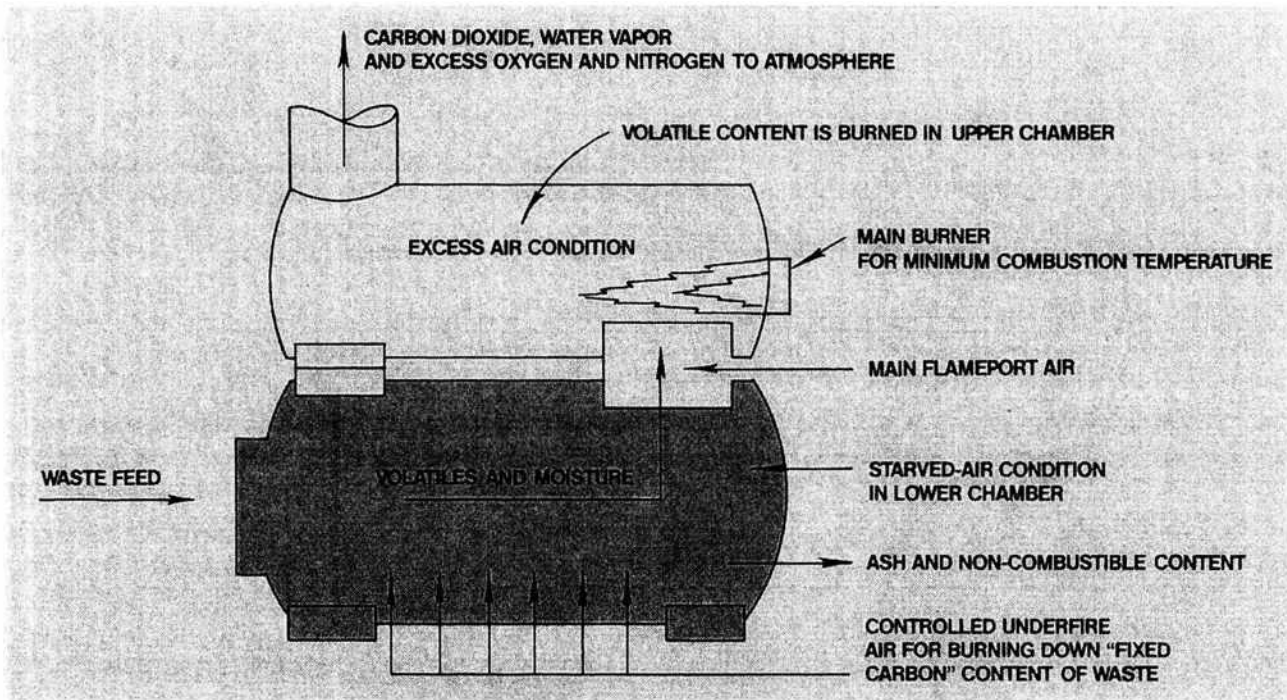 CARBON DIOXIDE, WATER VAPOR
AND EXCESS OXYGEN AND NITROGEN TO ATMOSPHERE
VOLATILE CONTENT IS BURNED IN UPPER CHAMBER
EXCESS AIR CONDITION
MAIN BURNER
FOR MINIMUM COMBUSTION TEMPERATURE
MAIN FLAMEPORT AIR
WASTE FEED
VOLATILES AND MOISTURE
STARVED-AIR CONDITION
IN LOWER CHAMBER
ASH AND NON-COMBUSTIBLE CONTENT
CONTROLLED UNDERFIRE
AIR FOR BURNING DOWN "FIXED
CARBON" CONTENT OF WASTE